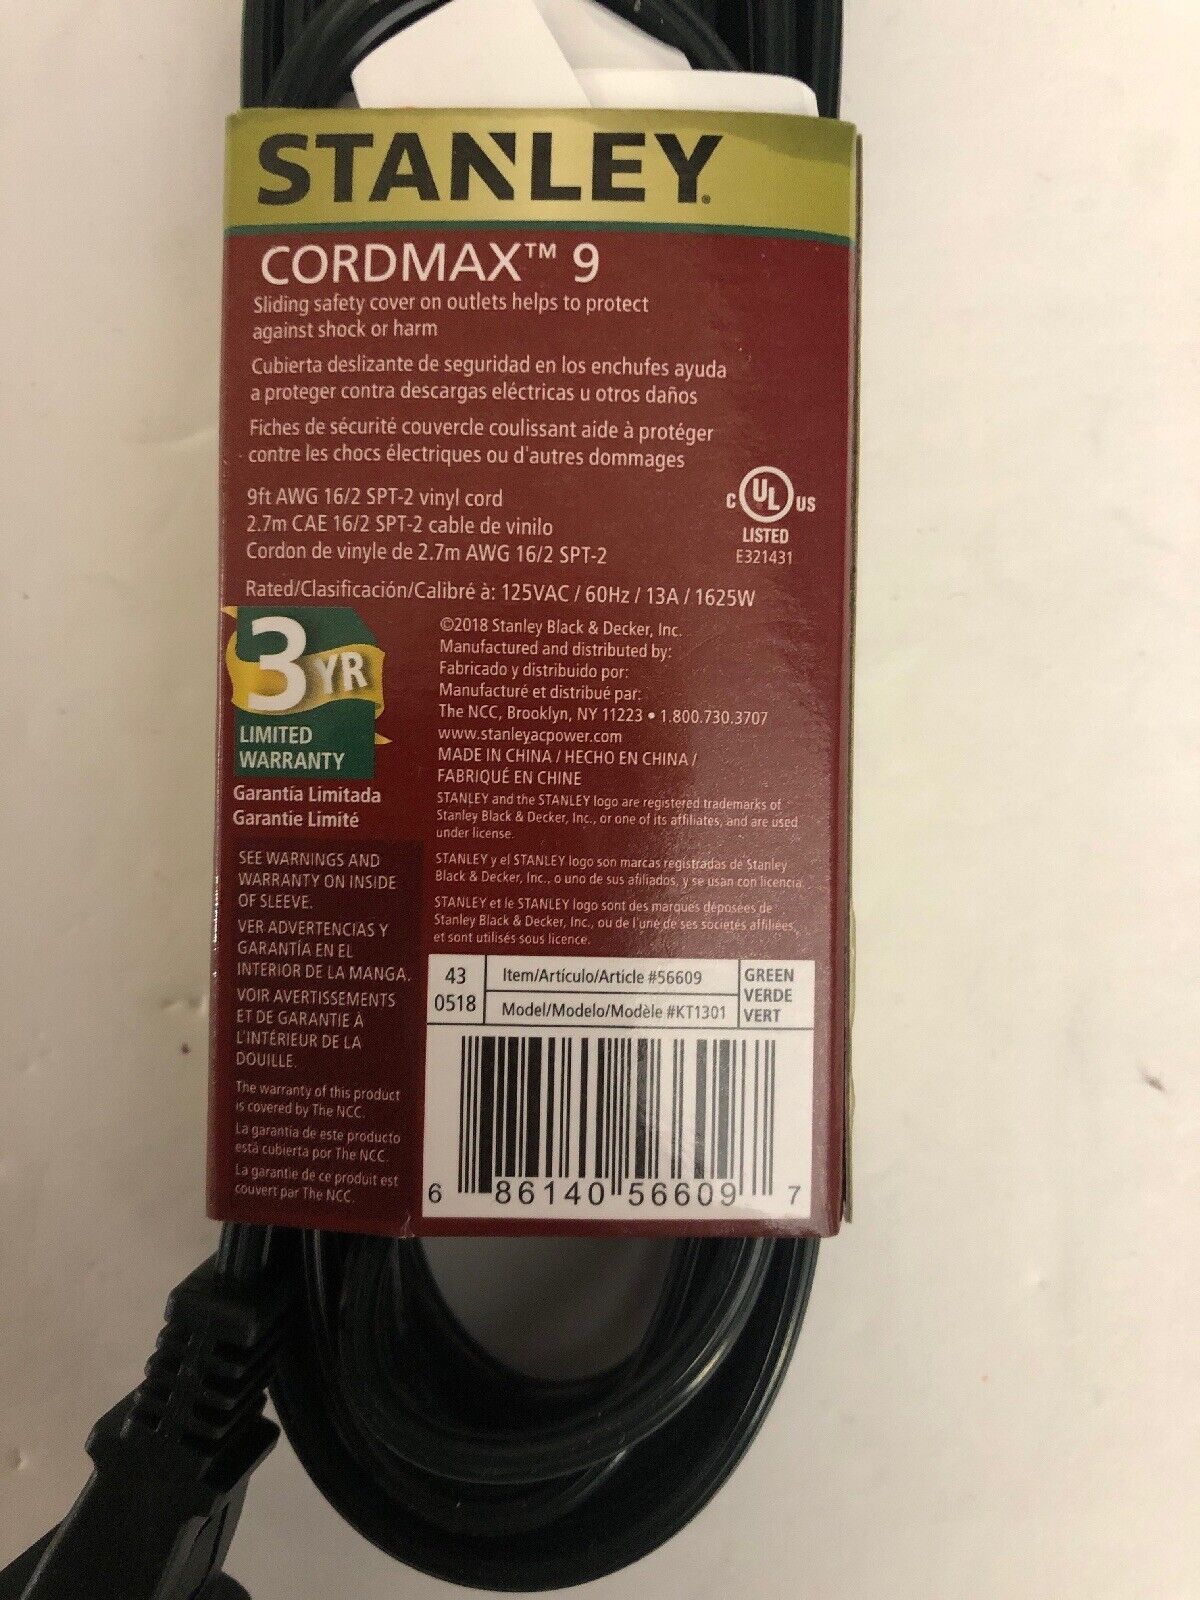 STANLEY®
CORDMAX™ 9
Sliding safety cover on outlets helps to protect
against shock or harm
Cubierta deslizante de seguridad en los enchufes ayuda
a proteger contra descargas eléctricas u otros daños
Fiches de sécurité couvercle coulissant aide à protéger
contre les chocs électriques ou d'autres dommages
9ft AWG 16/2 SPT-2 vinyl cord
2.7m CAE 16/2 SPT-2 cable de vinilo
Cordon de vinyle de 2.7m AWG 16/2 SPT-2
C UL US
LISTED
E321431
Rated/Clasificación/Calibré à: 125VAC / 60Hz / 13A / 1625W
3 YR
LIMITED
WARRANTY
Garantía Limitada
Garantie Limité
©2018 Stanley Black & Decker, Inc.
Manufactured and distributed by:
Fabricado y distribuido por:
Manufacturé et distribué par:
The NCC, Brooklyn, NY 11223 • 1.800.730.3707
www.stanleyacpower.com
MADE IN CHINA / HECHO EN CHINA /
FABRIQUÉ EN CHINE
STANLEY and the STANLEY logo are registered trademarks of
Stanley Black & Decker, Inc., or one of its affiliates, and are used
under license.
STANLEY y el STANLEY logo son marcas registradas de Stanley
Black & Decker, Inc., o uno de sus afiliados, y se usan con licencia.
STANLEY et le STANLEY logo sont des marques déposées de
Stanley Black & Decker, Inc., ou de l'une de ses sociétés affiliées,
et sont utilisés sous licence.
SEE WARNINGS AND
WARRANTY ON INSIDE
OF SLEEVE.
VER ADVERTENCIAS Y
GARANTÍA EN EL
INTERIOR DE LA MANGA.
VOIR AVERTISSEMENTS
ET DE GARANTIE À
L'INTÉRIEUR DE LA
DOUILLE.
The warranty of this product
is covered by The NCC.
La garantía de este producto
está cubierta por The NCC.
La garantie de ce produit est
couvert par The NCC.
43
0518
Item/Artículo/Article #56609
Model/Modelo/Modèle #KT1301
GREEN
VERDE
VERT
6 86140 56609 7